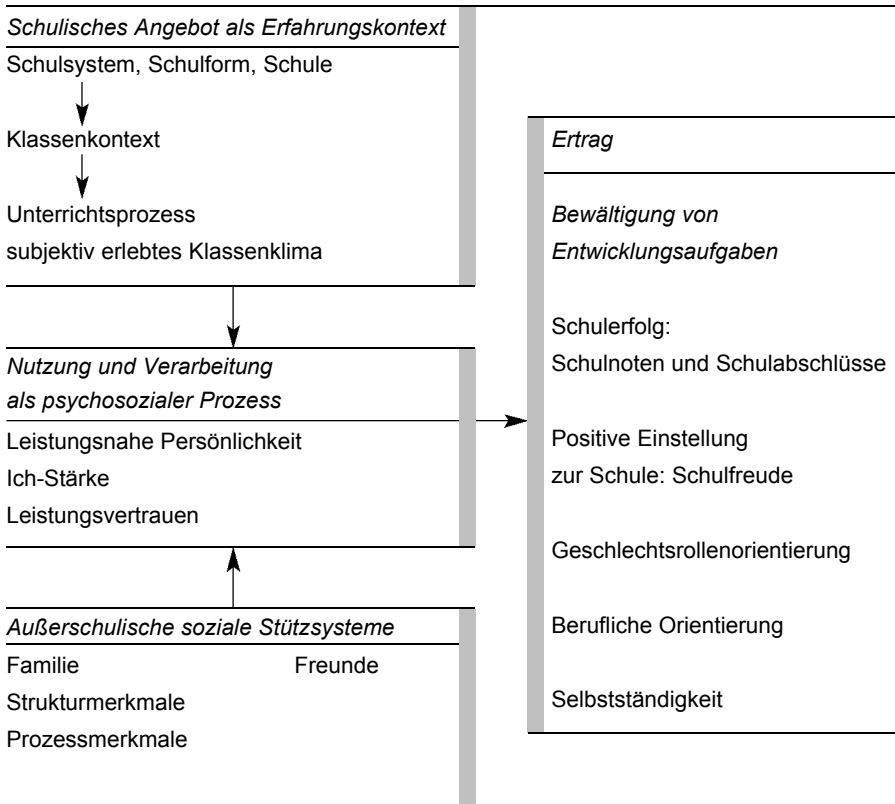 Schulisches Angebot als Erfahrungskontext
Schulsystem, Schulform, Schule
Klassenkontext
Unterrichtsprozess
subjektiv erlebtes Klassenklima
Nutzung und Verarbeitung
als psychosozialer Prozess
Leistungsnahe Persönlichkeit
Ich-Stärke
Leistungsvertrauen
Außerschulische soziale Stützsysteme
Familie Freunde
Strukturmerkmale
Prozessmerkmale
Ertrag
Bewältigung von
Entwicklungsaufgaben
Schulerfolg:
Schulnoten und Schulabschlüsse
Positive Einstellung
zur Schule: Schulfreude
Geschlechtsrollenorientierung
Berufliche Orientierung
Selbstständigkeit